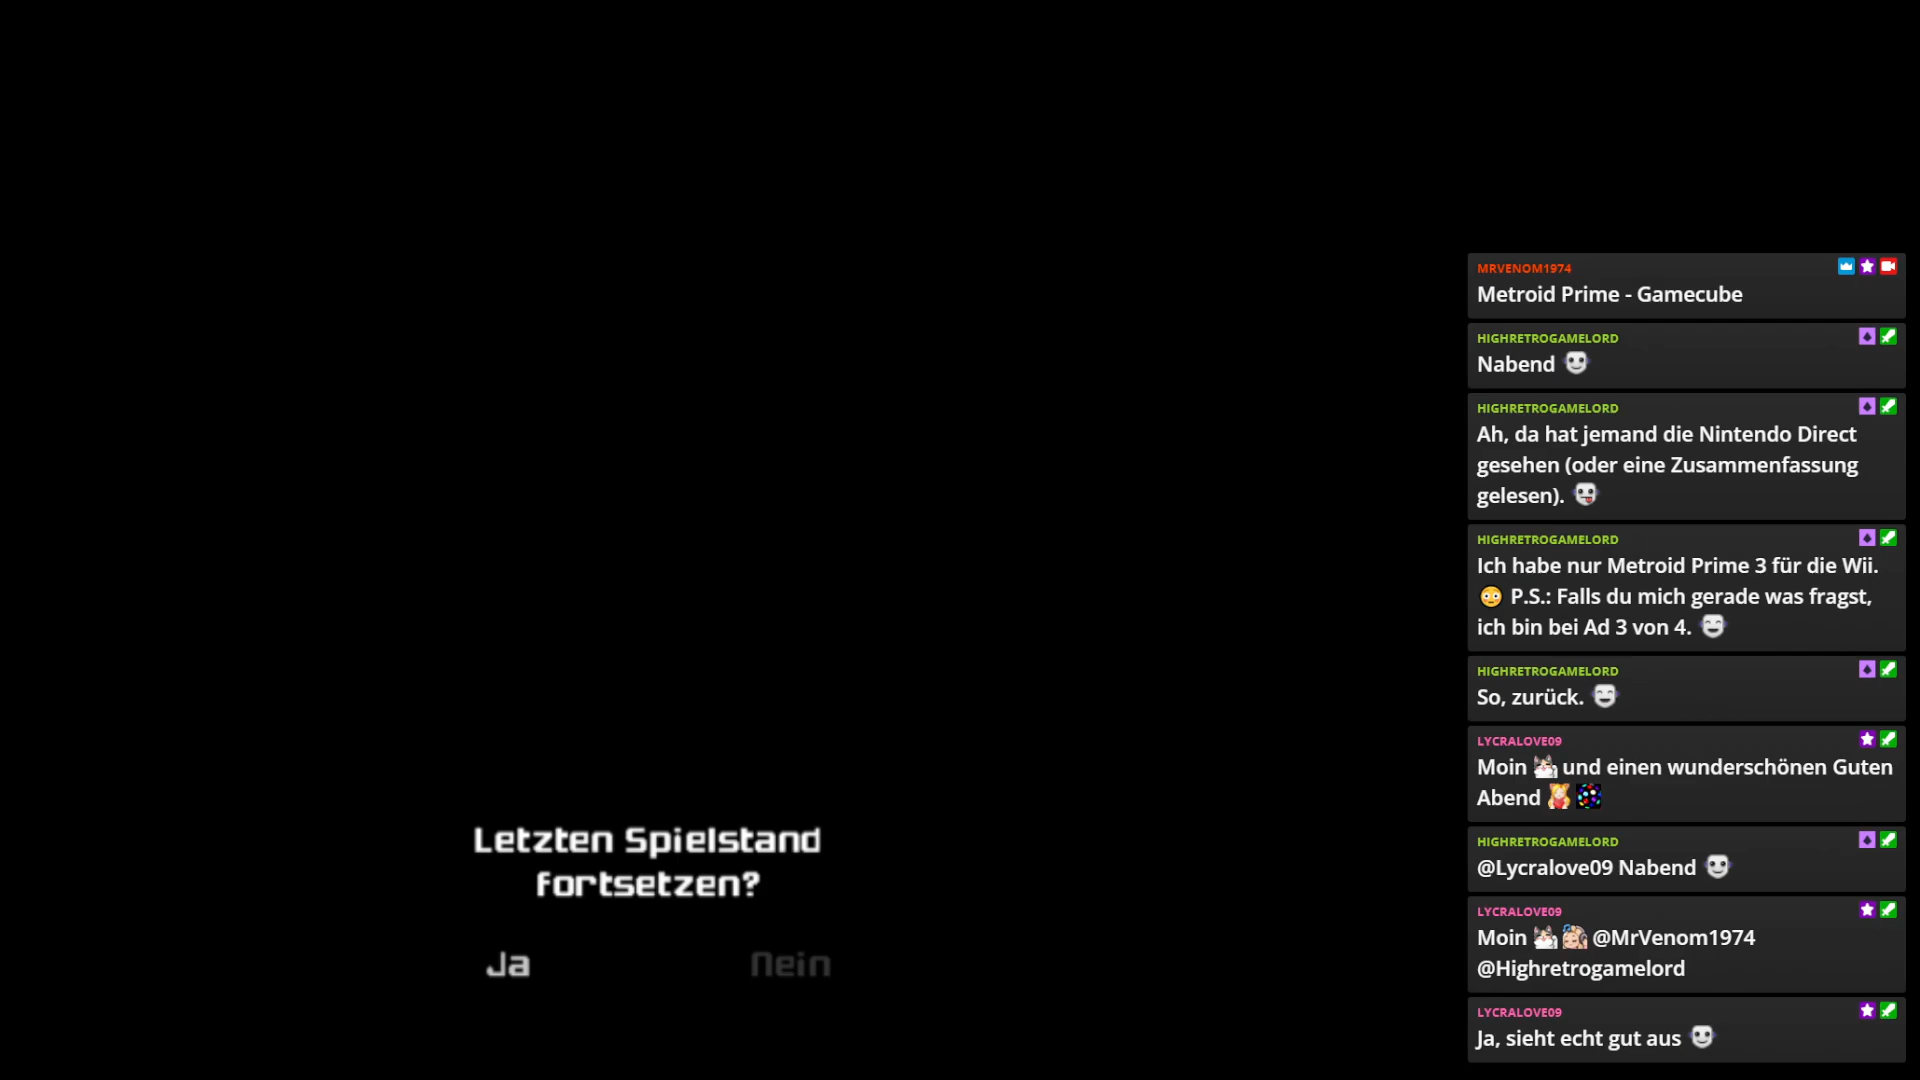 Letzten Spielstand
fortsetzen?
Ja
Nein
MRVENOM1974
Metroid Prime - Gamecube
HIGHRETROGAMELORD
Nabend
HIGHRETROGAMELORD
Ah, da hat jemand die Nintendo Direct
gesehen (oder eine Zusammenfassung
gelesen).
HIGHRETROGAMELORD
Ich habe nur Metroid Prime 3 für die Wii.
P.S.: Falls du mich gerade was fragst,
ich bin bei Ad 3 von 4.
HIGHRETROGAMELORD
So, zurück.
LYCRALOVE09
Moin und einen wunderschönen Guten
Abend
HIGHRETROGAMELORD
@Lycralove09 Nabend
LYCRALOVE09
Moin @MrVenom1974
@Highretrogamelord
LYCRALOVE09
Ja, sieht echt gut aus